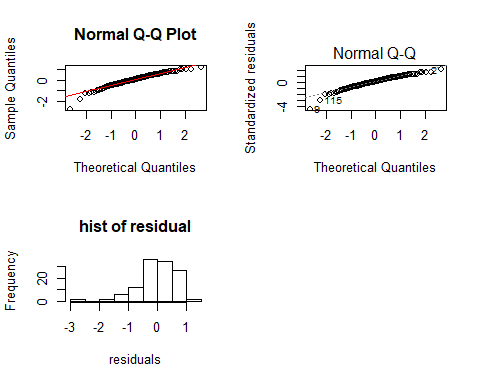 Normal Q-Q Plot
Sample Quantiles
0
-2
-2 -1 0 1 2
Theoretical Quantiles
Normal Q-Q
Standardized residuals
0
-4
115
9
-2 -1 0 1 2
Theoretical Quantiles
hist of residual
Frequency
20
0
-3 -2 -1 0 1
residuals